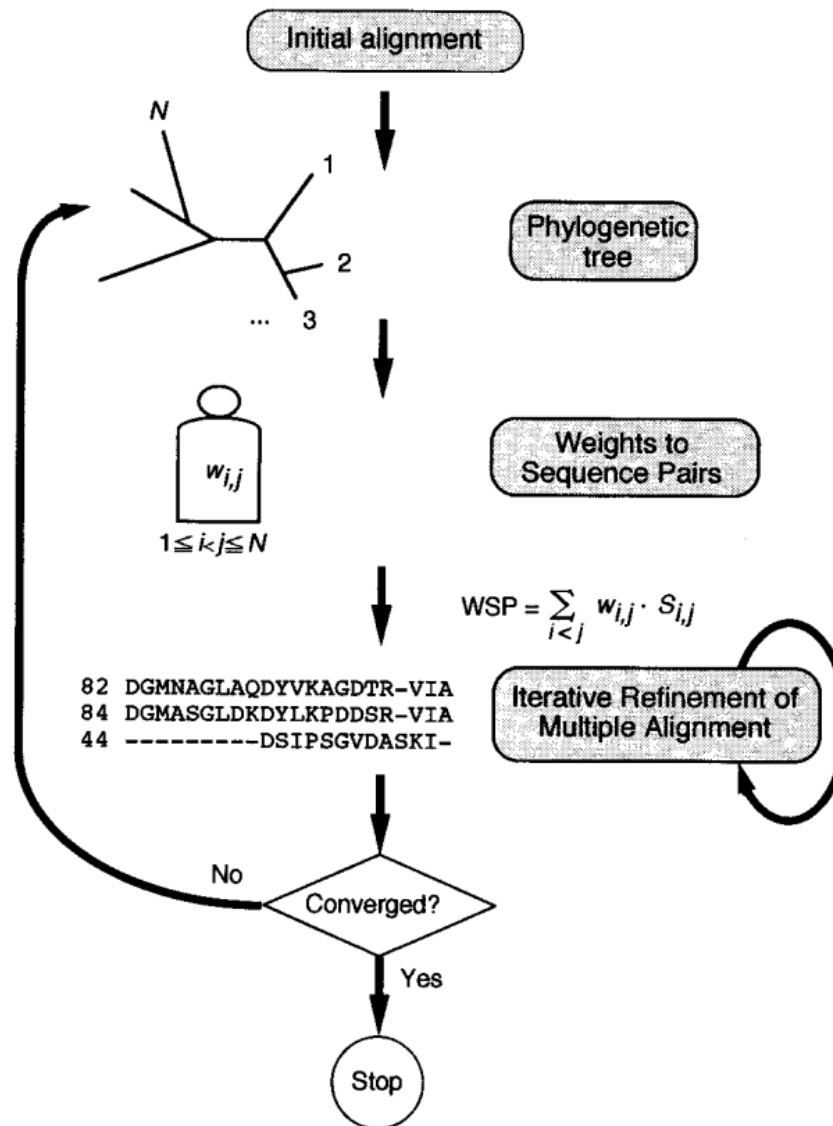 Initial alignment
N
1
2
... 3
Phylogenetic
tree
w_{i,j}
1 ≦ i < j ≦ N
Weights to
Sequence Pairs
WSP = ∑_{i < j} w_{i,j} · S_{i,j}
82 DGMNAGLAQDYVKAGDTR-VIA
84 DGMASGLDKDYLKPDDSR-VIA
44 ---------DSIPSGVDASKI-
Iterative Refinement of
Multiple Alignment
No
Converged?
Yes
Stop